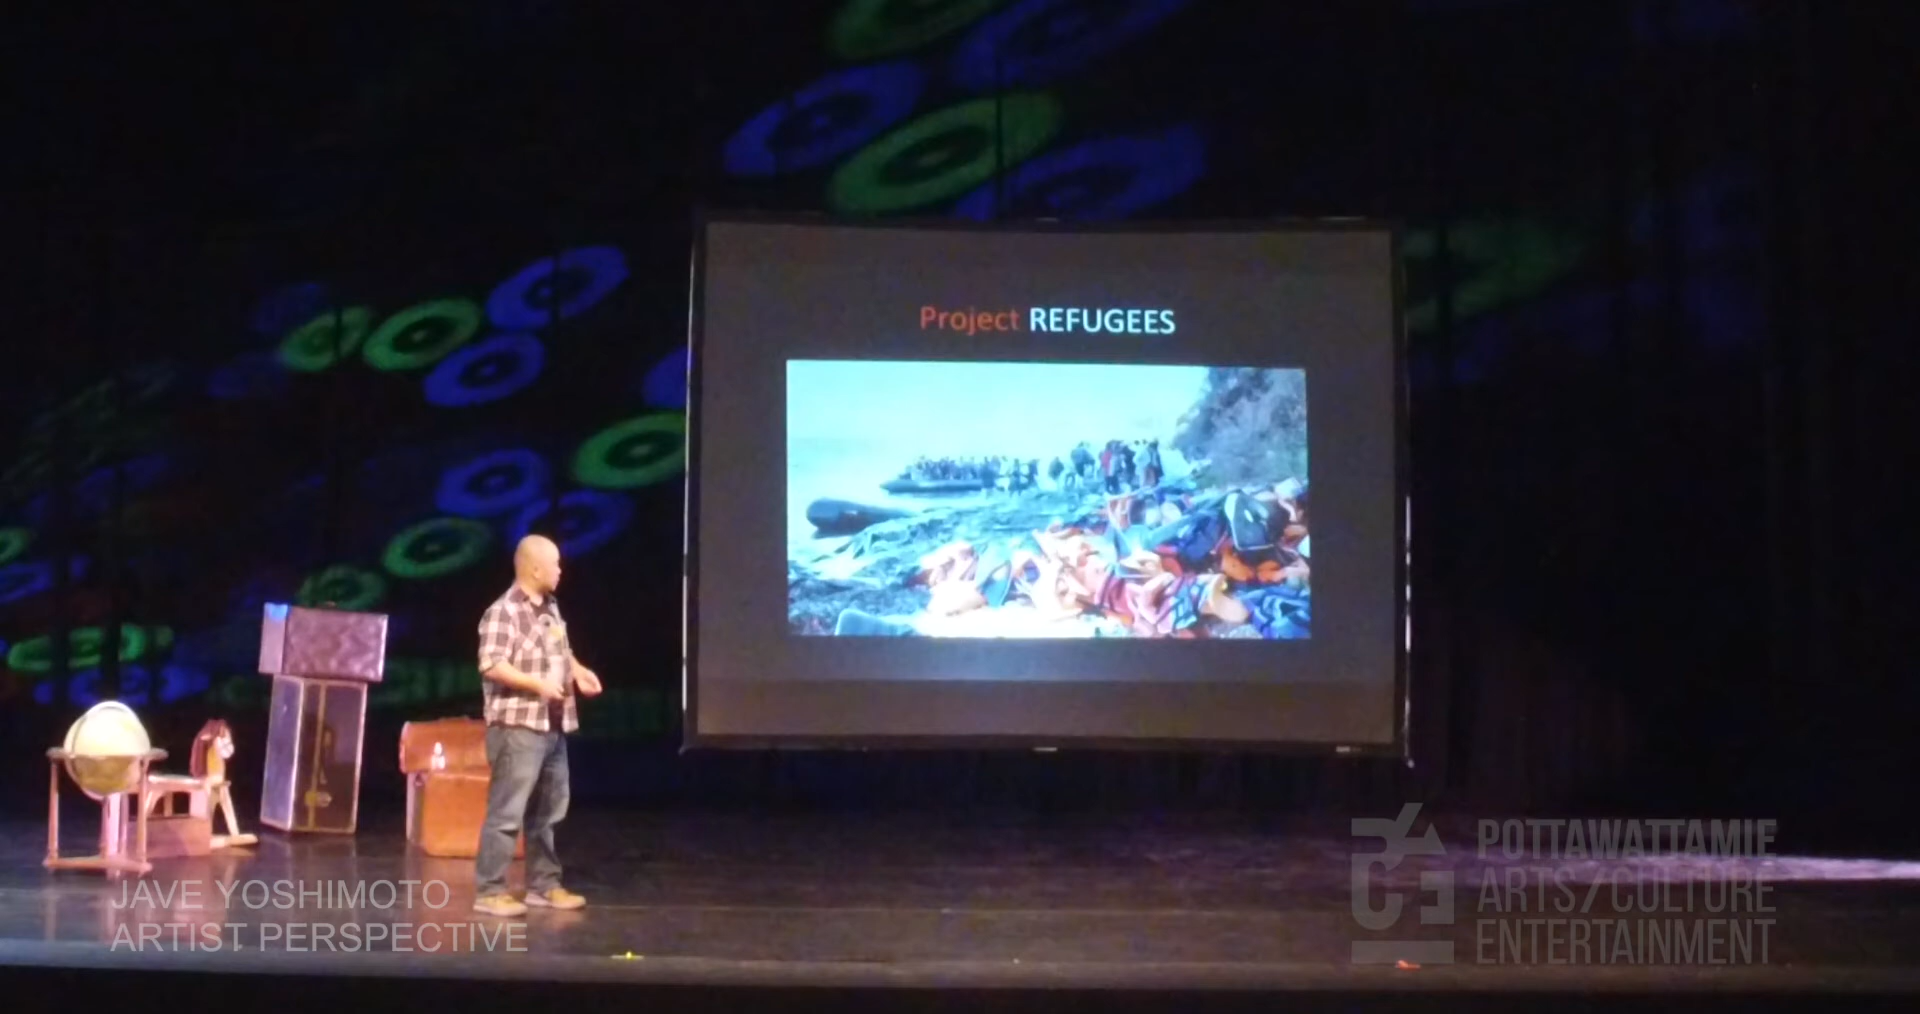 Project REFUGEES
JAVE YOSHIMOTO
ARTIST PERSPECTIVE
POTTAWATTAMIE
ARTS/CULTURE
ENTERTAINMENT